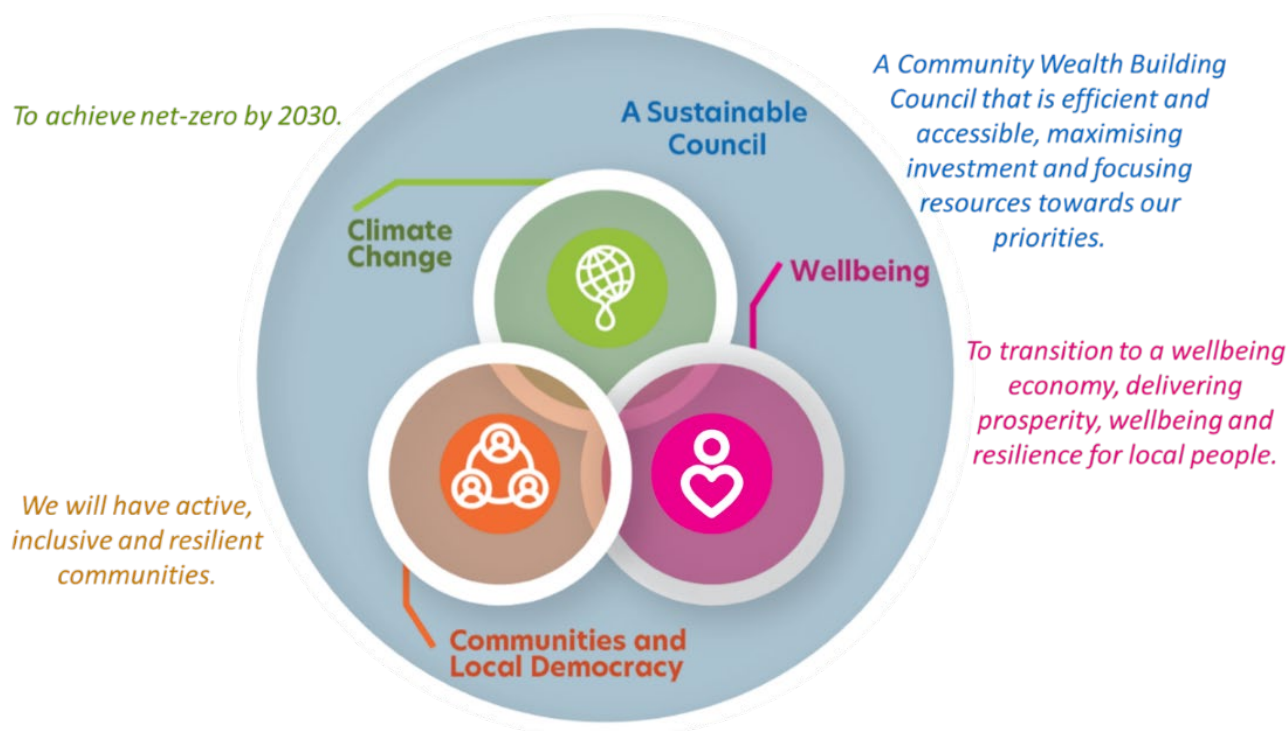 To achieve net-zero by 2030.
A Sustainable
Council
A Community Wealth Building
Council that is efficient and
accessible, maximising
investment and focusing
resources towards our
priorities.
Climate
Change
Wellbeing
To transition to a wellbeing
economy, delivering
prosperity, wellbeing and
resilience for local people.
We will have active,
inclusive and resilient
communities.
Communities and
Local Democracy